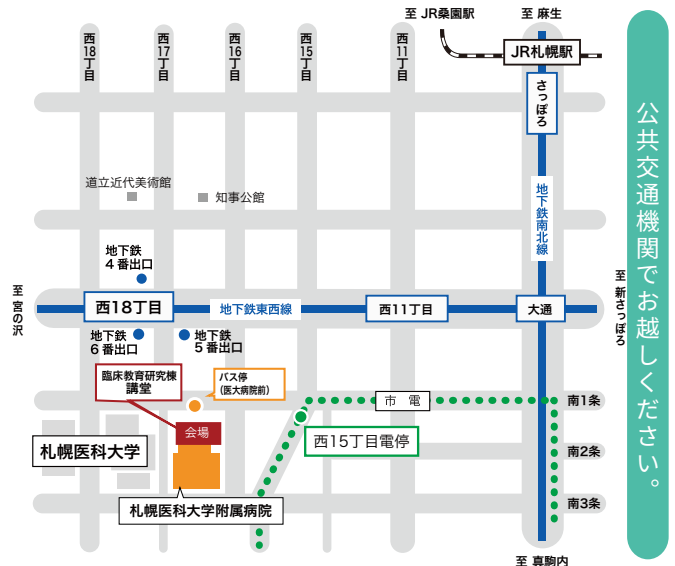 至 JR桑園駅
至 麻生
西18丁目
西17丁目
西16丁目
西15丁目
西11丁目
JR札幌駅
さっぽろ
公共交通機関でお越しください。
道立近代美術館
知事公館
地下鉄南北線
地下鉄
4番出口
至 宮の沢
西18丁目
地下鉄東西線
西11丁目
大通
至 新さっぽろ
地下鉄
6番出口
地下鉄
5番出口
臨床教育研究棟
講堂
バス停
(医大病院前)
市 電
南1条
会場
西15丁目電停
札幌医科大学
南2条
札幌医科大学附属病院
南3条
至 真駒内